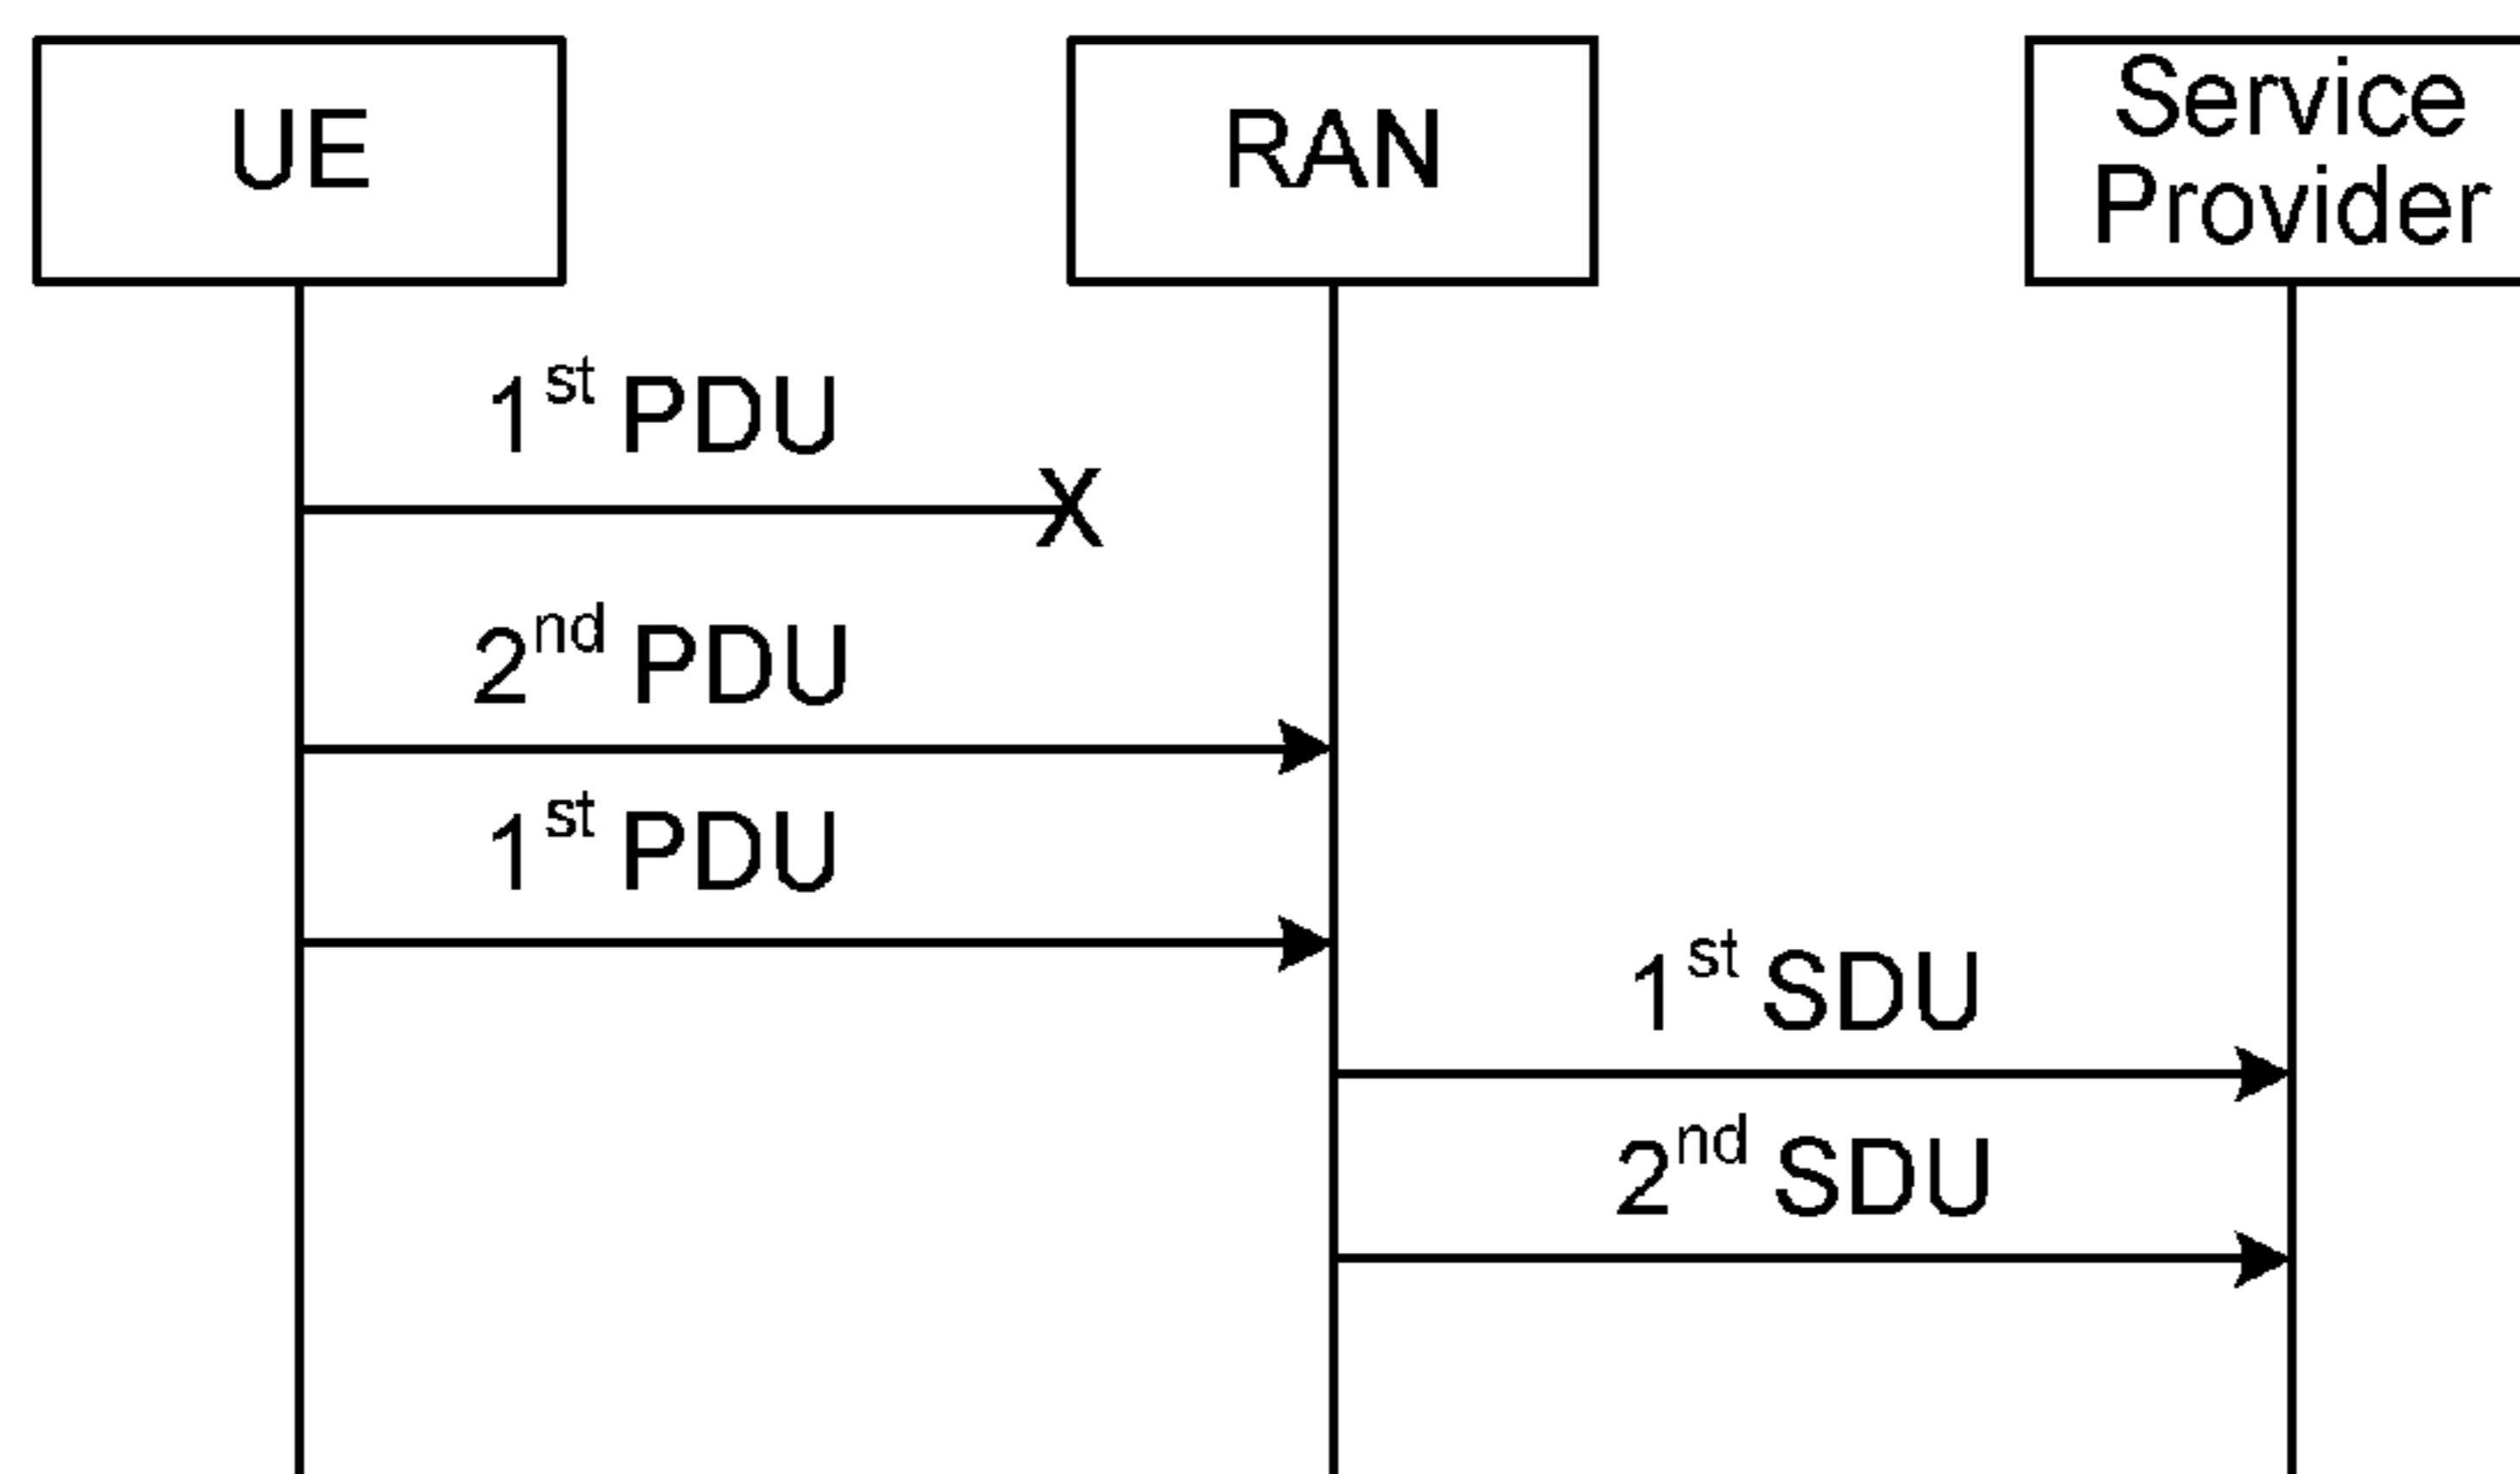 UE
RAN
Service
Provider
1st PDU
X
2nd PDU
1st PDU
1st SDU
2nd SDU